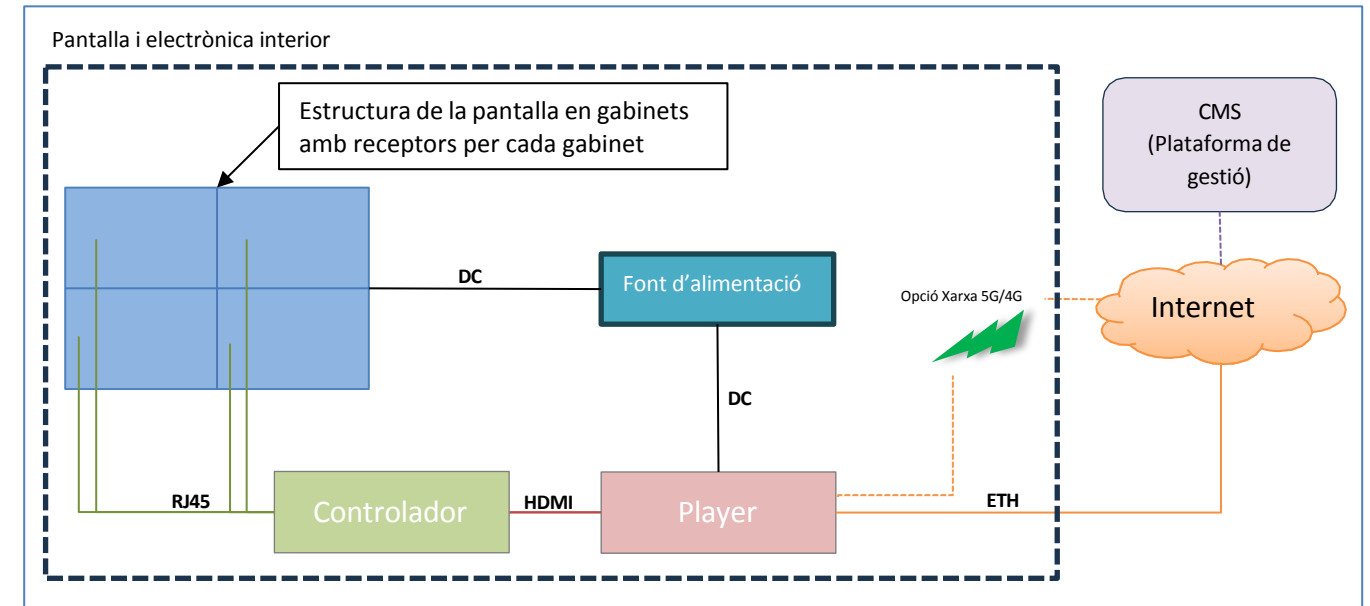 Pantalla i electrònica interior
Estructura de la pantalla en gabinets
amb receptors per cada gabinet
CMS
(Plataforma de
gestió)
DC
Font d’alimentació
Opció Xarxa 5G/4G
Internet
DC
RJ45
Controlador
HDMI
Player
ETH